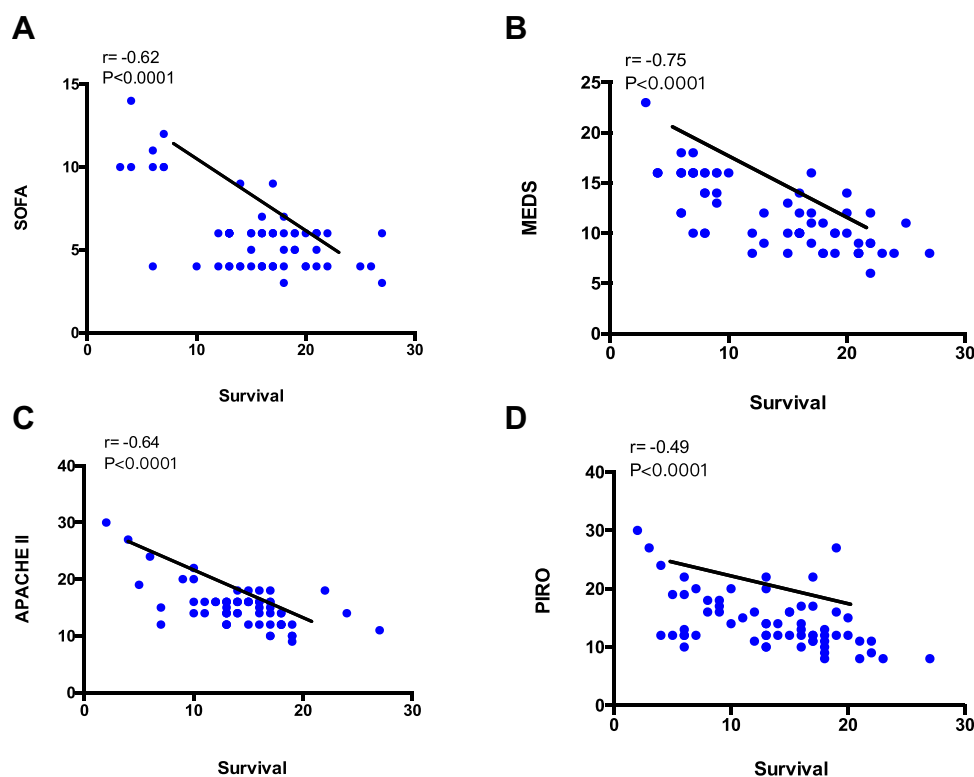 A
r= -0.62
P<0.0001
15
10
5
0
0
10
20
30
SOFA
Survival
B
r= -0.75
P<0.0001
25
20
15
10
5
0
0
10
20
30
MEDS
Survival
C
r= -0.64
P<0.0001
40
30
20
10
0
0
10
20
30
APACHE II
Survival
D
r= -0.49
P<0.0001
40
30
20
10
0
0
10
20
30
PIRO
Survival